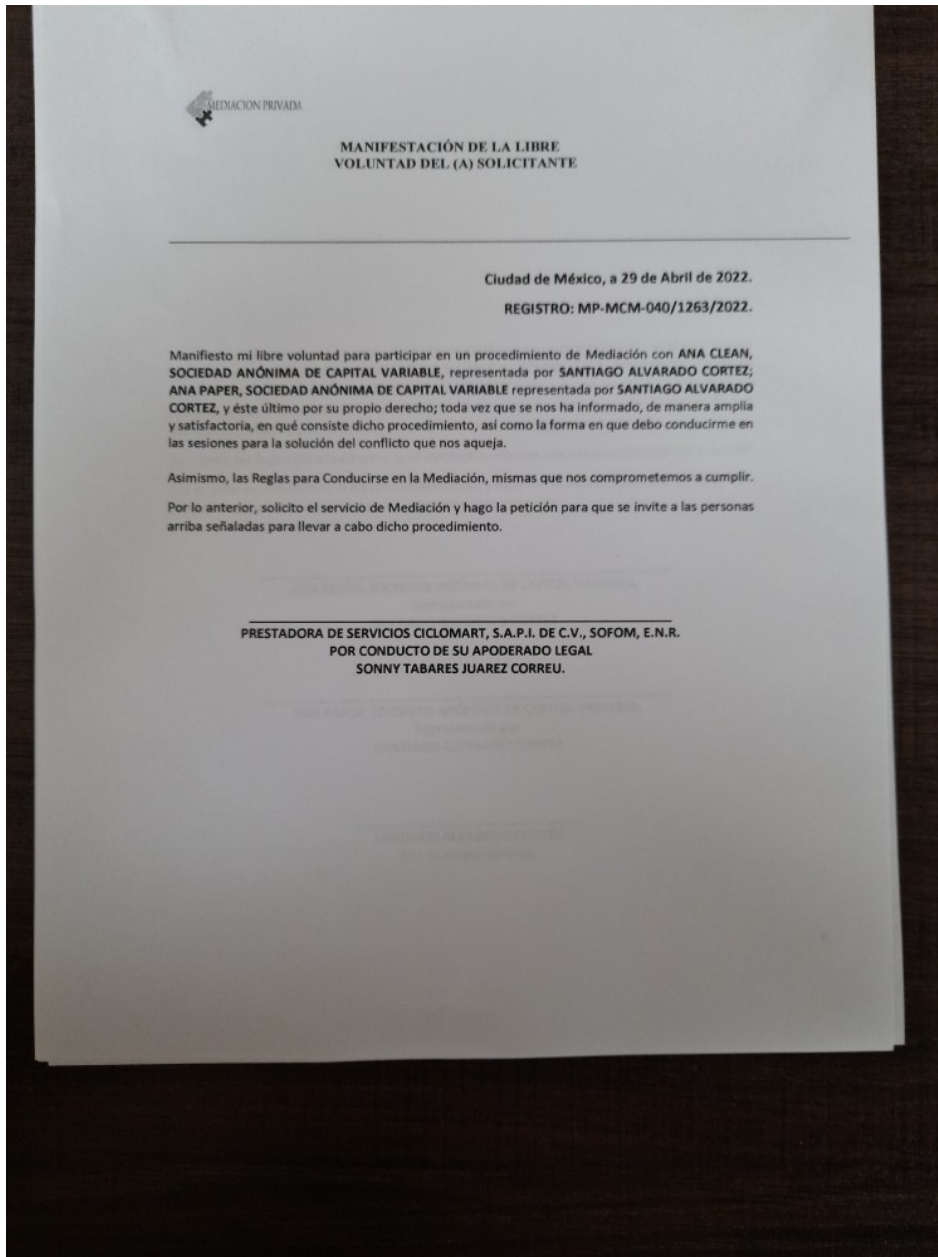 MEDIACION PRIVADA
MANIFESTACIÓN DE LA LIBRE
VOLUNTAD DEL (A) SOLICITANTE
Ciudad de México, a 29 de Abril de 2022.
REGISTRO: MP-MCM-040/1263/2022.
Manifiesto mi libre voluntad para participar en un procedimiento de Mediación con ANA CLEAN,
SOCIEDAD ANÓNIMA DE CAPITAL VARIABLE, representada por SANTIAGO ALVARADO CORTEZ;
ANA PAPER, SOCIEDAD ANÓNIMA DE CAPITAL VARIABLE representada por SANTIAGO ALVARADO
CORTEZ, y éste último por su propio derecho; toda vez que se nos ha informado, de manera amplia
y satisfactoria, en qué consiste dicho procedimiento, así como la forma en que debo conducirme en
las sesiones para la solución del conflicto que nos aqueja.
Asimismo, las Reglas para Conducirse en la Mediación, mismas que nos comprometemos a cumplir.
Por lo anterior, solicito el servicio de Mediación y hago la petición para que se invite a las personas
arriba señaladas para llevar a cabo dicho procedimiento.
PRESTADORA DE SERVICIOS CICLOMART, S.A.P.I. DE C.V., SOFOM, E.N.R.
POR CONDUCTO DE SU APODERADO LEGAL
SONNY TABARES JUAREZ CORREU.